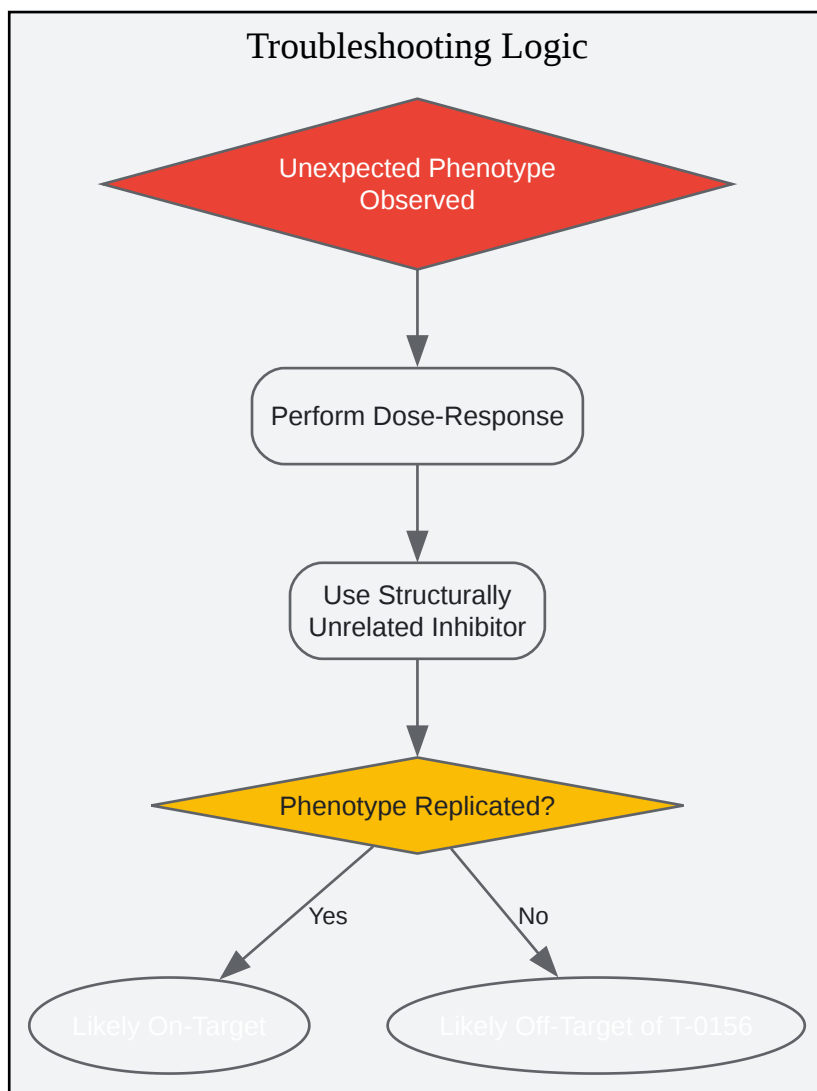 Troubleshooting Logic
Unexpected Phenotype
Observed
Perform Dose-Response
Use Structurally
Unrelated Inhibitor
Phenotype Replicated?
Yes
No
Likely On-Target
Likely Off-Target of T-0156